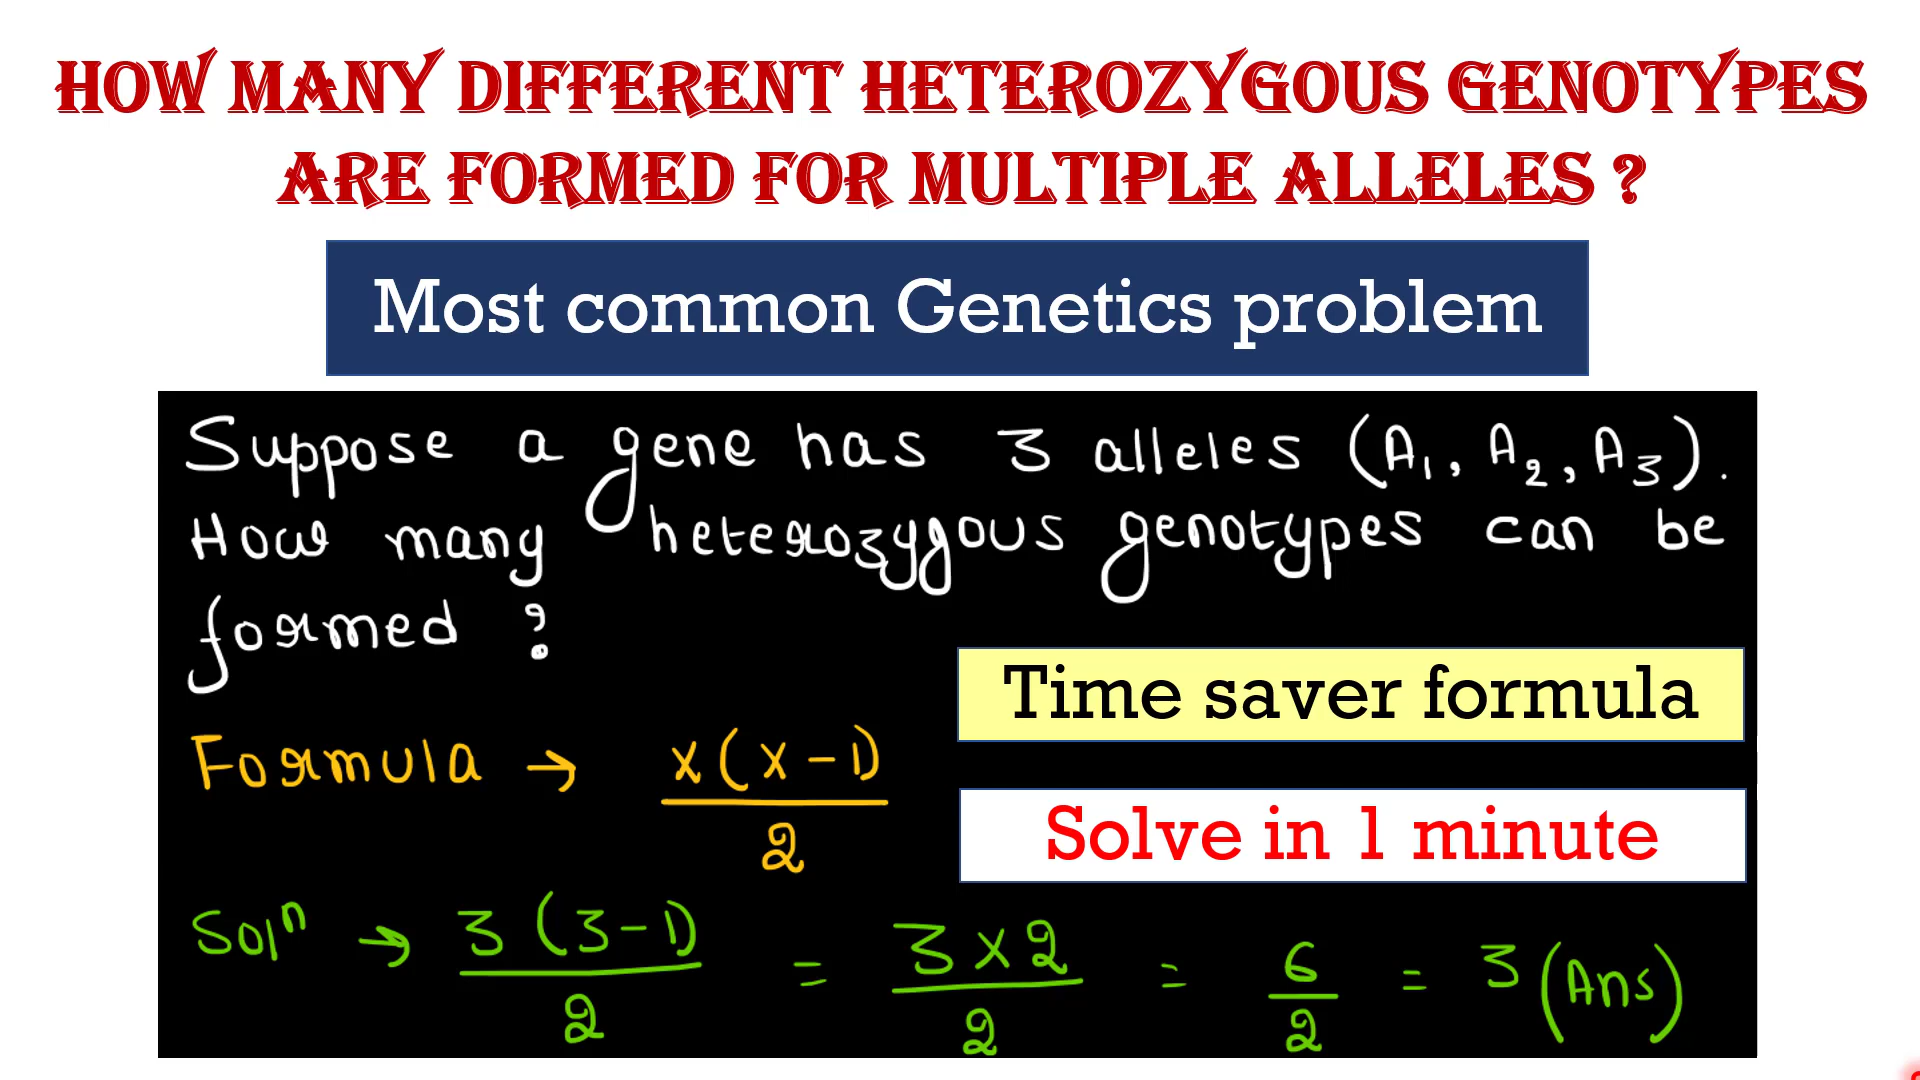 HOW MANY DIFFERENT HETEROZYGOUS GENOTYPES
ARE FORMED FOR MULTIPLE ALLELES ?
Most common Genetics problem
Suppose a gene has 3 alleles (A₁, A₂, A₃).
How many heterozygous genotypes can be
formed ?
Time saver formula
Formula → x(x-1)/2
Solve in 1 minute
Solⁿ → 3(3-1)/2 = 3×2/2 = 6/2 = 3 (Ans)